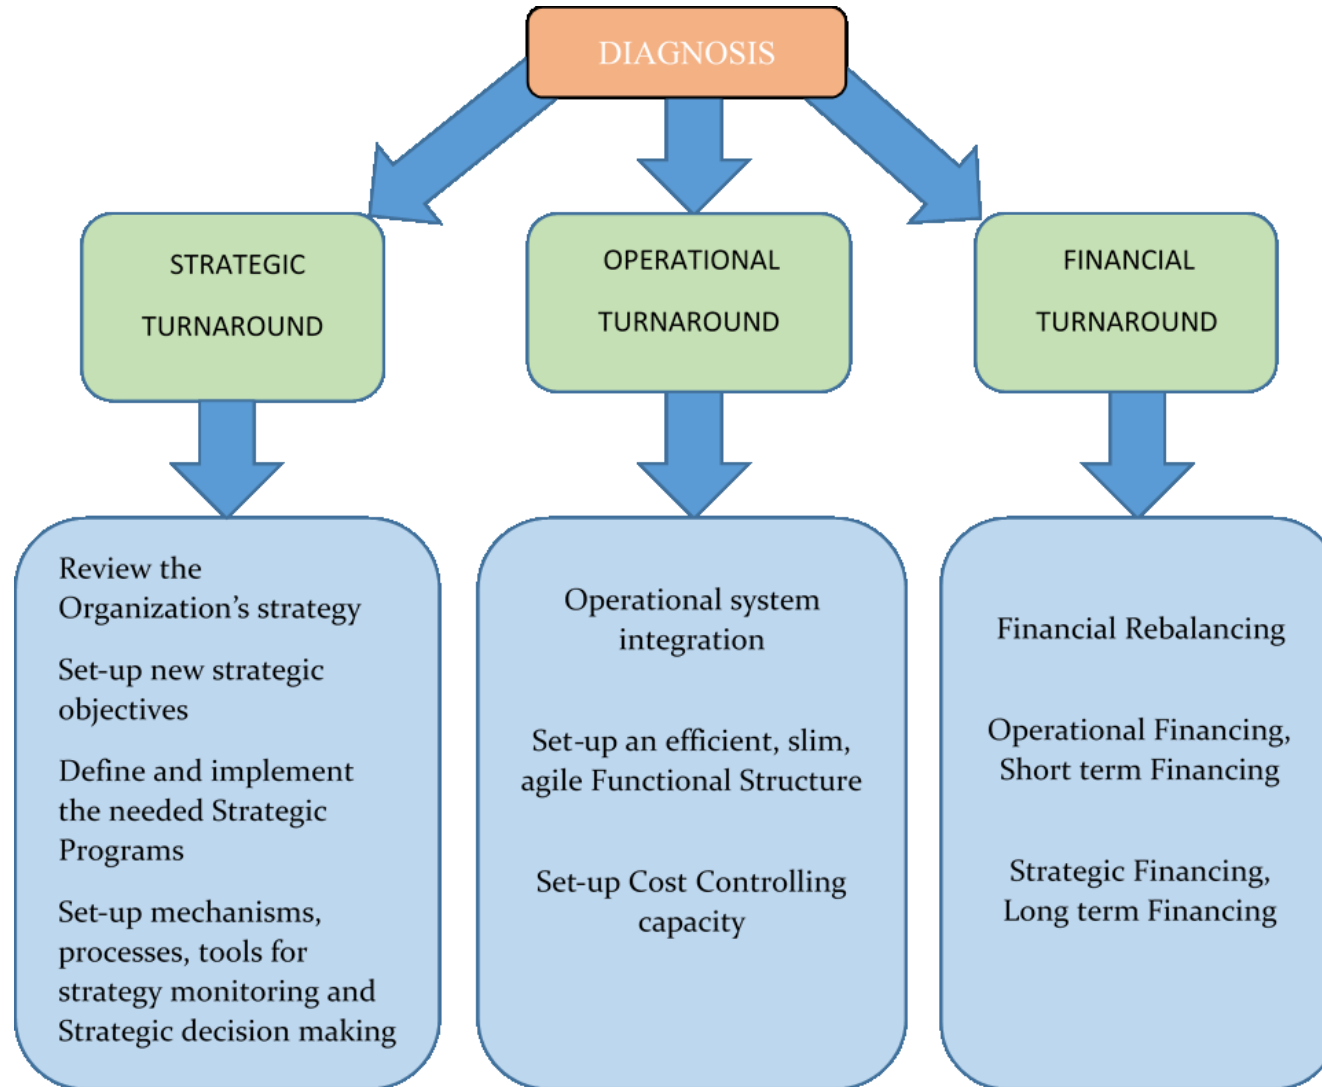 DIAGNOSIS
STRATEGIC
TURNAROUND
OPERATIONAL
TURNAROUND
FINANCIAL
TURNAROUND
Review the
Organization’s strategy
Set-up new strategic
objectives
Define and implement
the needed Strategic
Programs
Set-up mechanisms,
processes, tools for
strategy monitoring and
Strategic decision making
Operational system
integration
Set-up an efficient, slim,
agile Functional Structure
Set-up Cost Controlling
capacity
Financial Rebalancing
Operational Financing,
Short term Financing
Strategic Financing,
Long term Financing